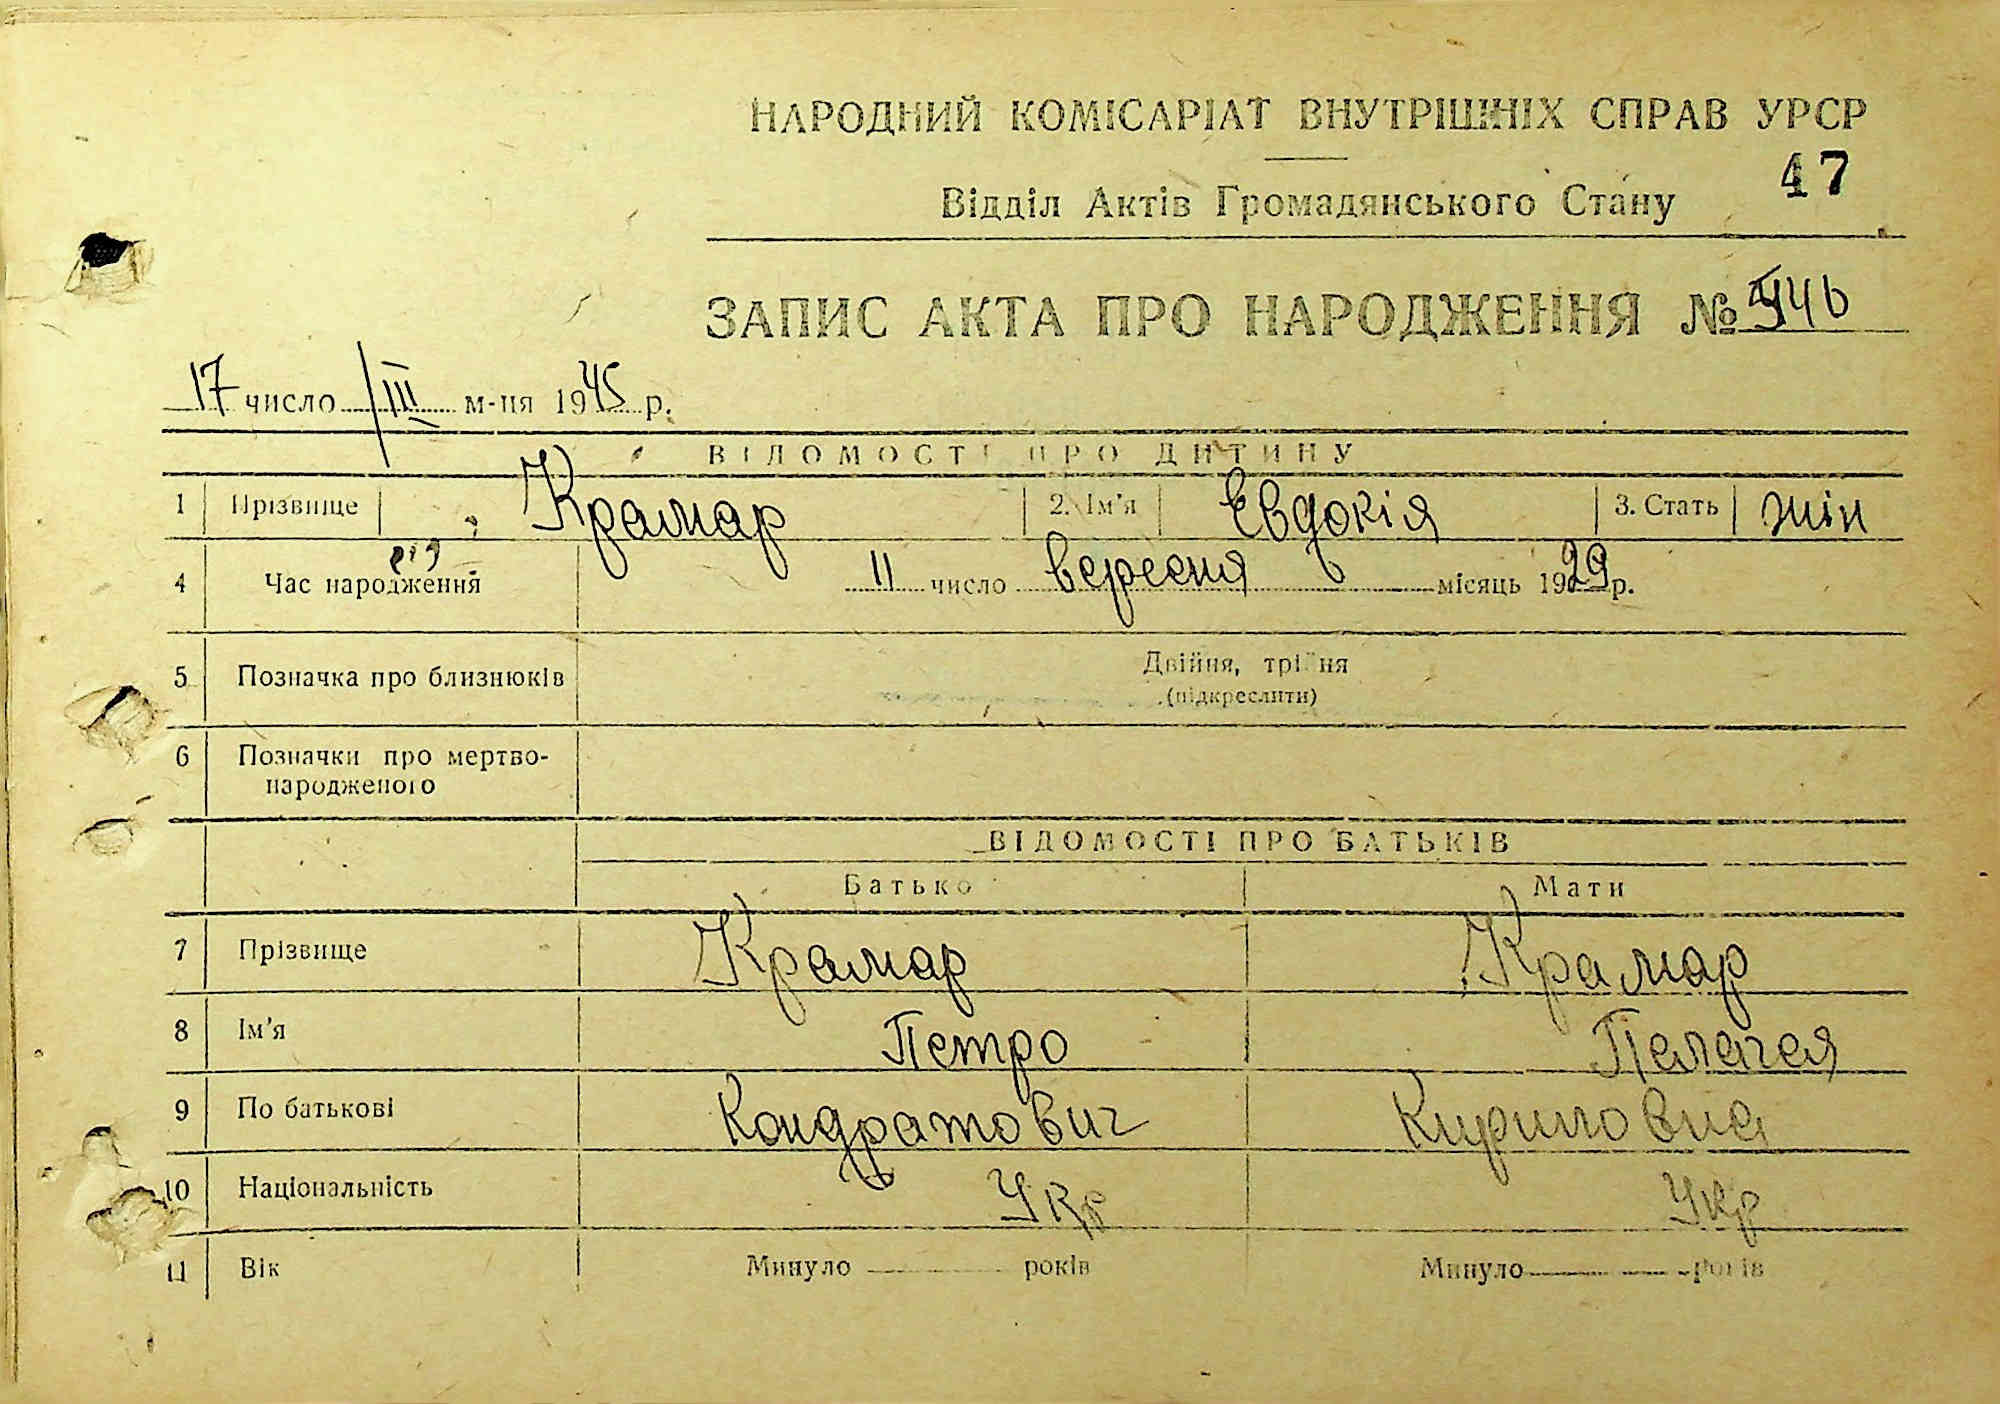 НАРОДНИЙ КОМІСАРІАТ ВНУТРІШНІХ СПРАВ УРСР
47
Відділ Актів Громадянського Стану
ЗАПИС АКТА ПРО НАРОДЖЕННЯ №
17 число III м-ця 1945 р.
ВІДОМОСТІ ПРО ДИТИНУ
1 Прізвище Крамар 2. Ім'я Євдокія 3. Стать жін
4 Час народження 11 число вересня місяць 1929 р.
5 Позначка про близнюків Двійня, трійня
(підкреслити)
6 Позначки про мертво-
народженого
ВІДОМОСТІ ПРО БАТЬКІВ
Батько Мати
7 Прізвище Крамар Крамар
8 Ім'я Петро Пелагея
9 По батькові Кондратович Кириловна
10 Національність Укр Укр
11 Вік Минуло років Минуло років